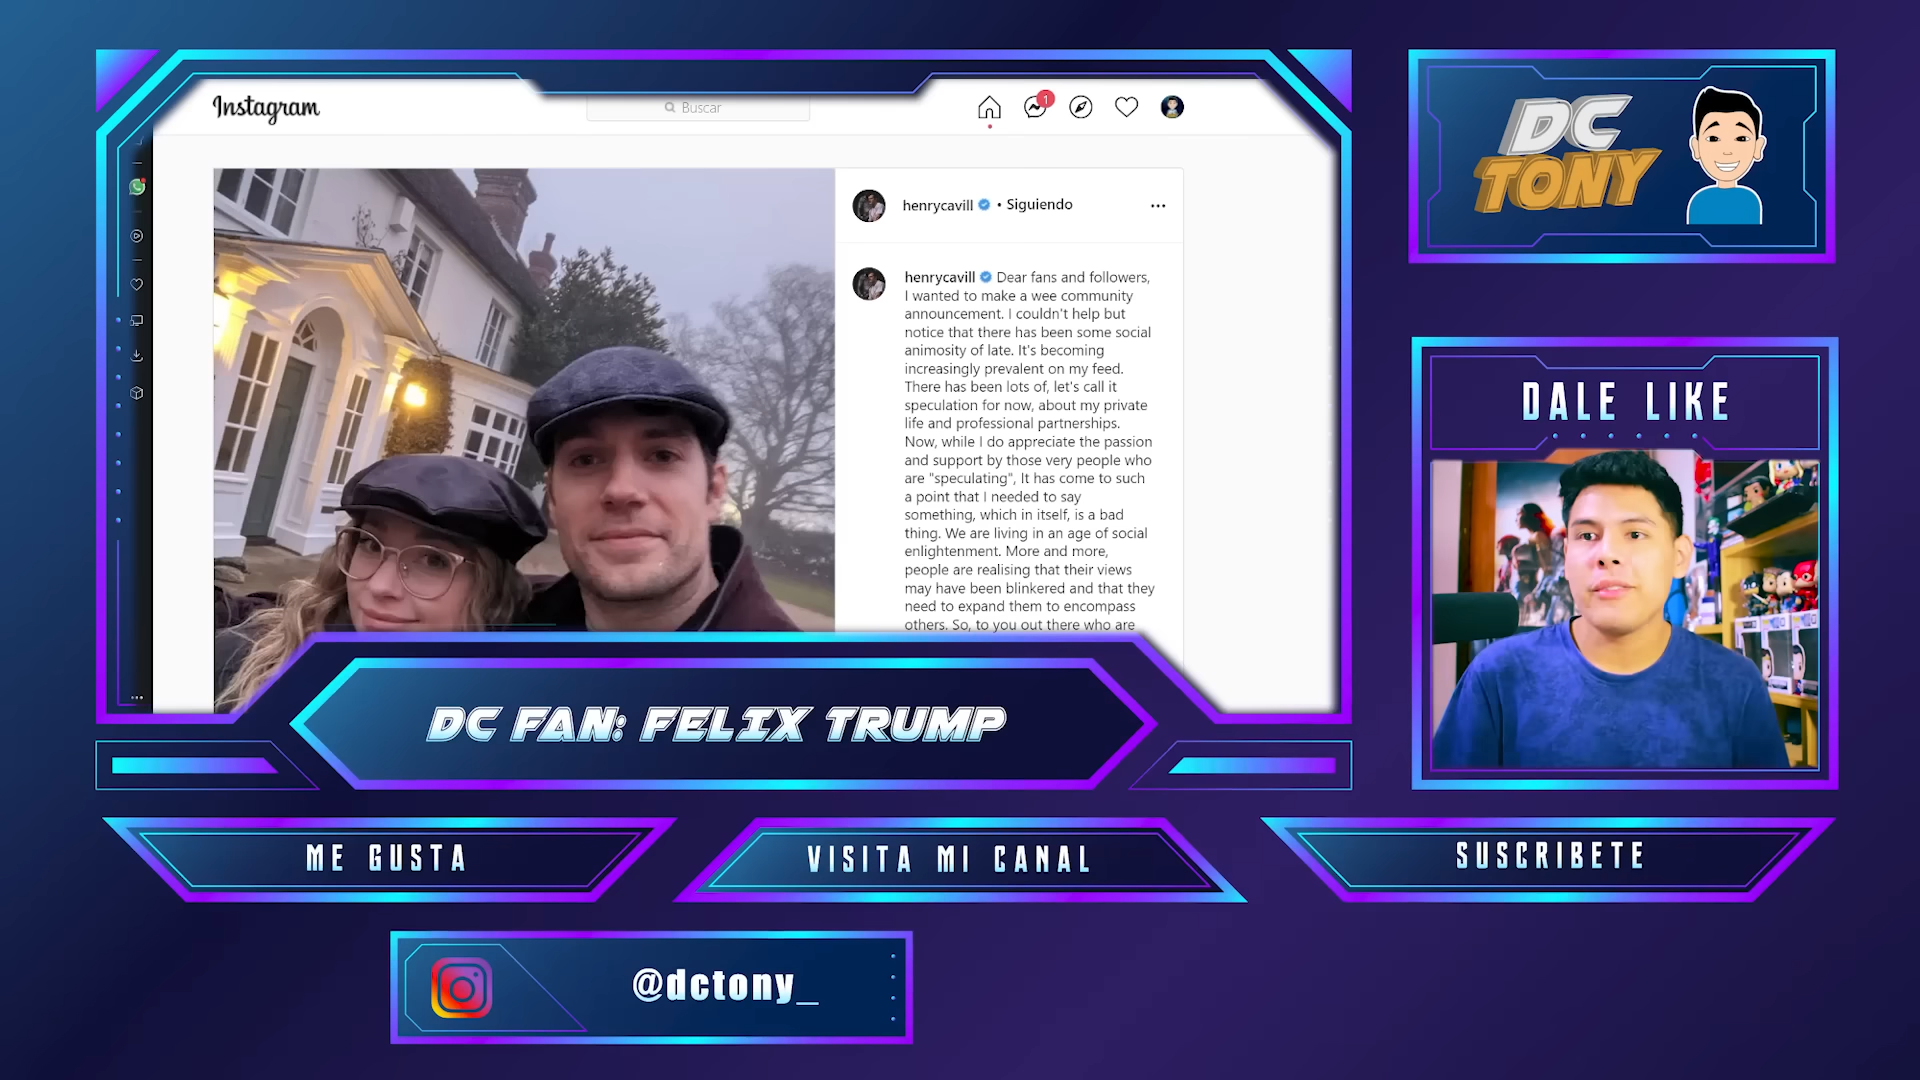 Instagram
Buscar
1
DC
TONY
henrycavill • Siguiendo
henrycavill Dear fans and followers,
I wanted to make a wee community
announcement. I couldn't help but
notice that there has been some social
animosity of late. It's becoming
increasingly prevalent on my feed.
There has been lots of, let's call it
speculation for now, about my private
life and professional partnerships.
Now, while I do appreciate the passion
and support by those very people who
are "speculating", It has come to such
a point that I needed to say
something, which in itself, is a bad
thing. We are living in an age of social
enlightenment. More and more,
people are realising that their views
may have been blinkered and that they
need to expand them to encompass
others. So, to you out there who are
DALE LIKE
DC FAN: FELIX TRUMP
ME GUSTA
VISITA MI CANAL
SUSCRIBETE
@dctony_